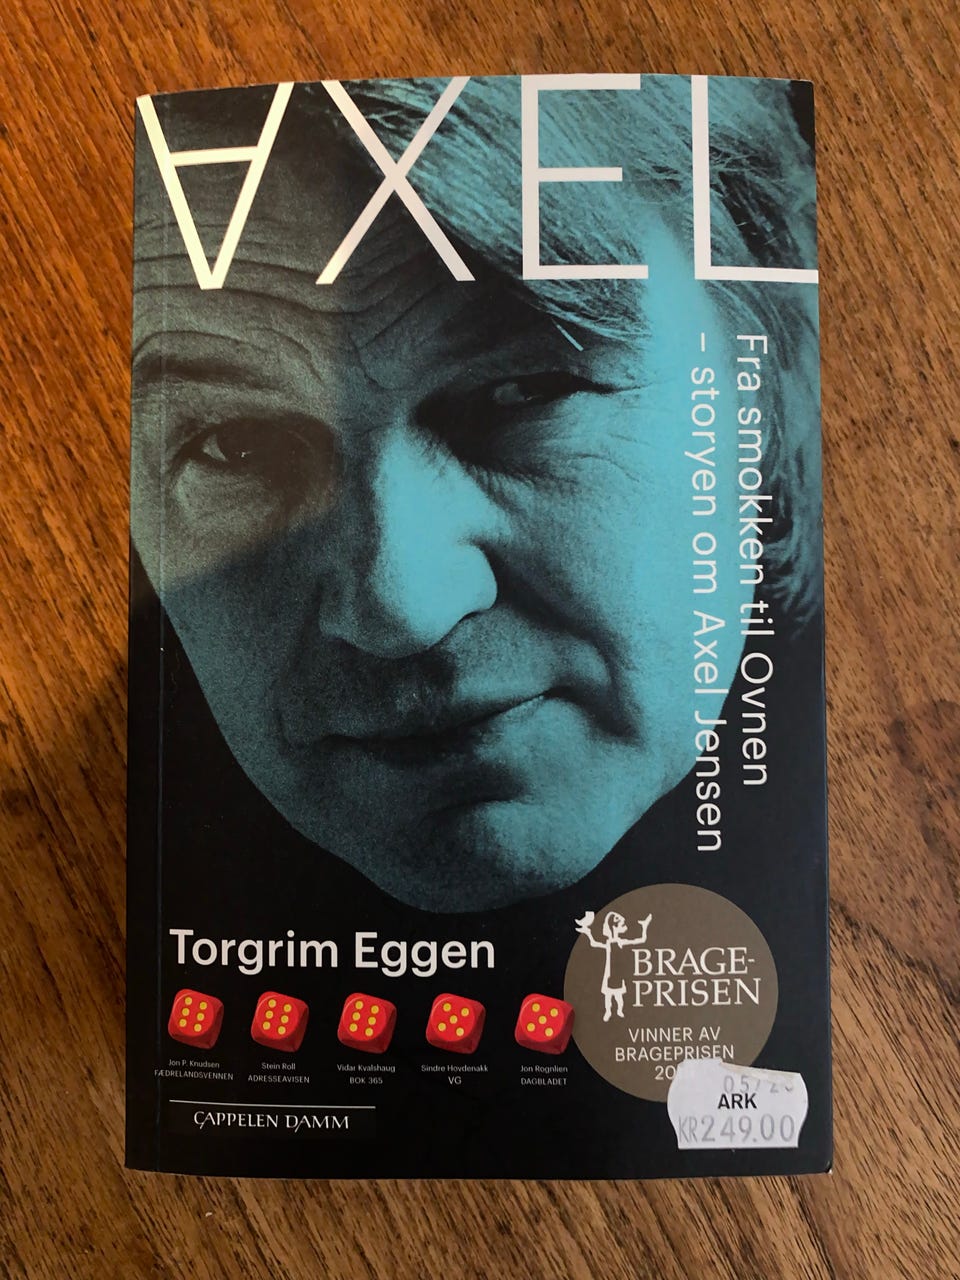 AXEL
Fra smokken til Ovnen
– storyen om Axel Jensen
Torgrim Eggen
Jon P. Knudsen
FÆDRELANDSVENNEN
Stein Roll
ADRESSEAVISEN
Vidar Kvalshaug
BOK 365
Sindre Hovdenakk
VG
Jon Rognlien
DAGBLADET
BRAGE-
PRISEN
VINNER AV
BRAGEPRISEN
CAPPELEN DAMM
ARK
KR249.00